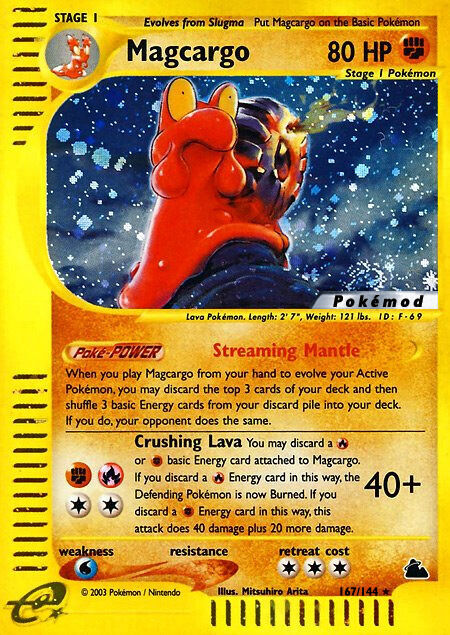 STAGE 1
Evolves from Slugma Put Magcargo on the Basic Pokémon
Magcargo 80 HP
Stage 1 Pokémon
Pokémod
Lava Pokémon. Length: 2' 7", Weight: 121 lbs. ID: F-69
Poké-POWER Streaming Mantle
When you play Magcargo from your hand to evolve your Active
Pokémon, you may discard the top 3 cards of your deck and then
shuffle 3 basic Energy cards from your discard pile into your deck.
If you do, your opponent does the same.
Crushing Lava You may discard a
or basic Energy card attached to Magcargo.
If you discard a Energy card in this way, the
Defending Pokémon is now Burned. If you
discard a Energy card in this way, this
attack does 40 damage plus 20 more damage.
40+
weakness resistance retreat cost
© 2003 Pokémon / Nintendo Illus. Mitsuhiro Arita 167/144 ★
e